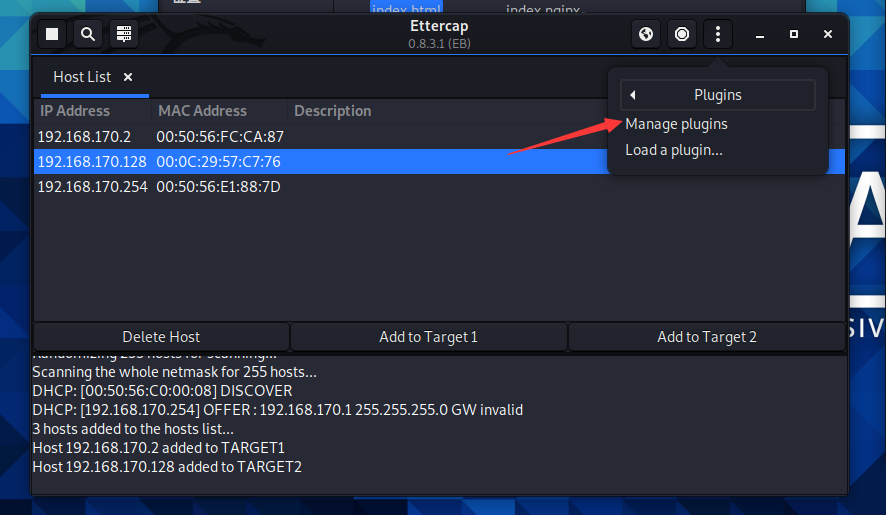 index.html index.nginx-
Ettercap
0.8.3.1 (EB)
Host List ×
Plugins
Manage plugins
Load a plugin...
IP Address MAC Address Description
192.168.170.2 00:50:56:FC:CA:87
192.168.170.128 00:0C:29:57:C7:76
192.168.170.254 00:50:56:E1:88:7D
Delete Host Add to Target 1 Add to Target 2
Randomizing 255 hosts for scanning...
Scanning the whole netmask for 255 hosts...
DHCP: [00:50:56:C0:00:08] DISCOVER
DHCP: [192.168.170.254] OFFER : 192.168.170.1 255.255.255.0 GW invalid
3 hosts added to the hosts list...
Host 192.168.170.2 added to TARGET1
Host 192.168.170.128 added to TARGET2
SIV